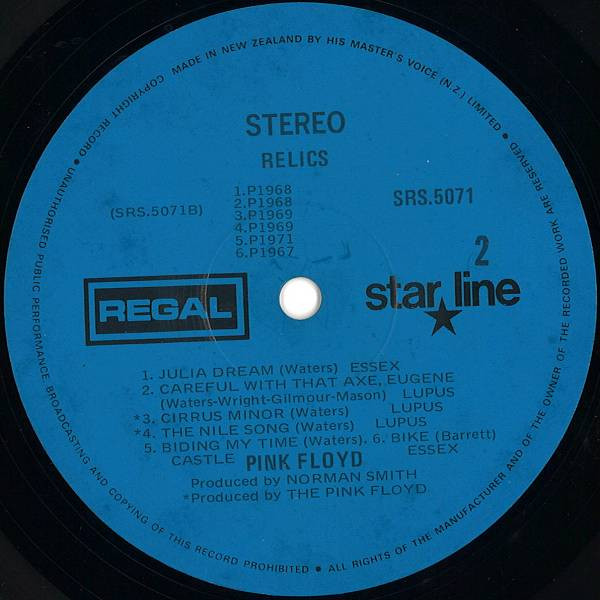 COPYRIGHT RECORD • MADE IN NEW ZEALAND BY HIS MASTER'S VOICE (N.Z.) LIMITED •
STEREO
RELICS
1.P1968
2.P1968
3.P1969
4.P1969
5.P1971
6.P1967
(SRS.5071B)
SRS.5071
2
REGAL
star line
1. JULIA DREAM (Waters) ESSEX
2. CAREFUL WITH THAT AXE, EUGENE
(Waters-Wright-Gilmour-Mason) LUPUS
*3. CIRRUS MINOR (Waters) LUPUS
*4. THE NILE SONG (Waters) LUPUS
5. BIDING MY TIME (Waters). 6. BIKE (Barrett)
CASTLE ESSEX
PINK FLOYD
Produced by NORMAN SMITH
*Produced by THE PINK FLOYD
UNAUTHORISED PUBLIC PERFORMANCE, BROADCASTING AND COPYING OF THIS RECORD PROHIBITED • ALL RIGHTS OF THE MANUFACTURER AND OF THE OWNER OF THE RECORDED WORK ARE RESERVED •